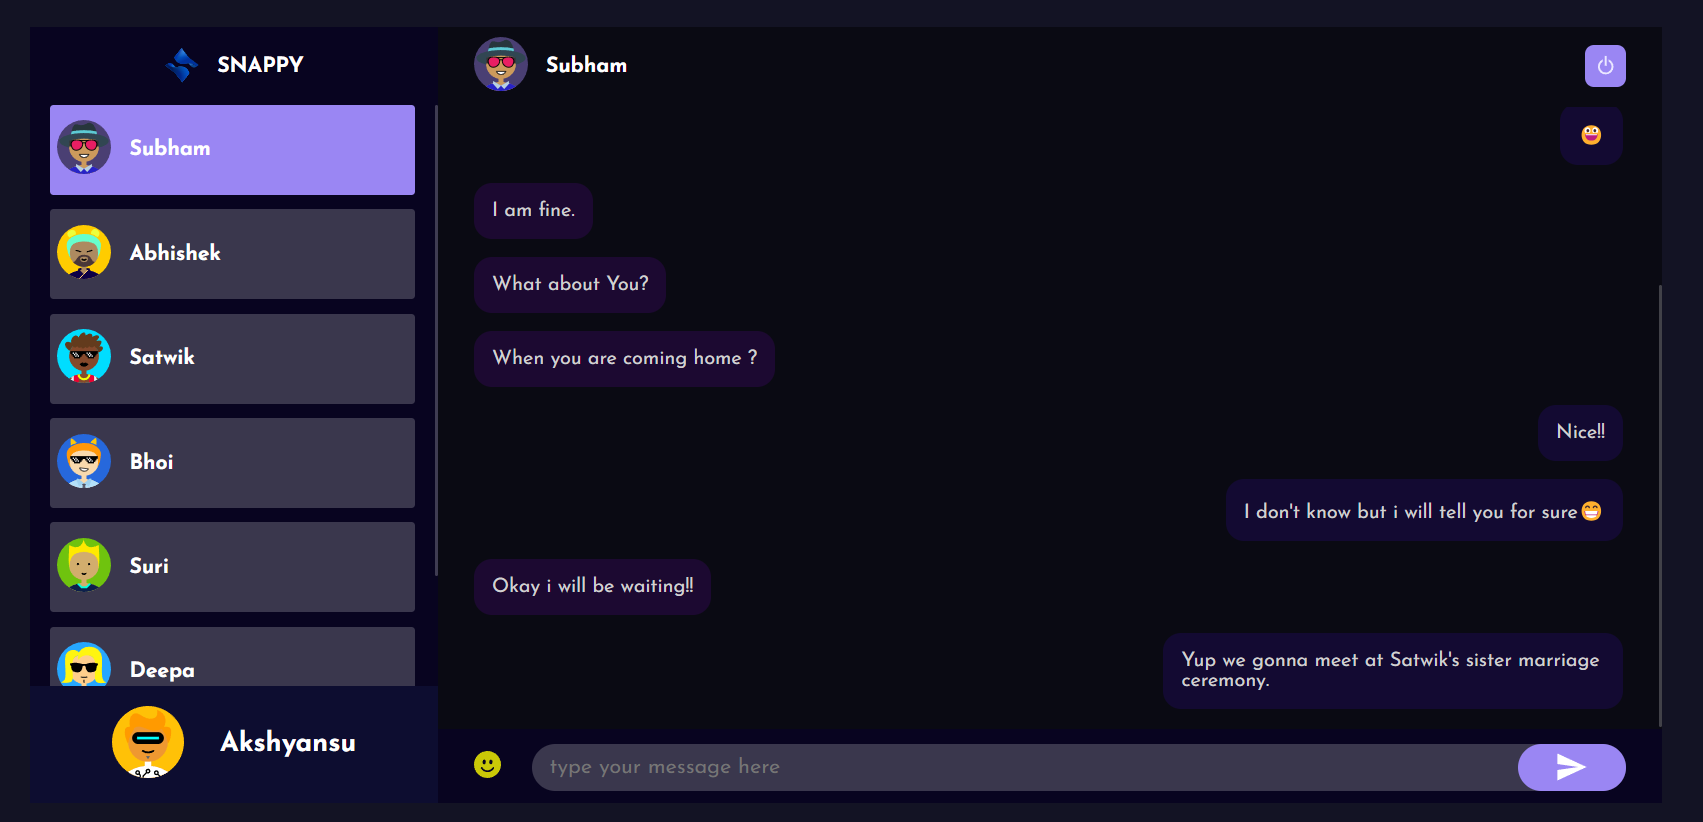 SNAPPY
Subham
Abhishek
Satwik
Bhoi
Suri
Deepa
Akshyansu
Subham
I am fine.
What about You?
When you are coming home ?
Nice!!
I don't know but i will tell you for sure😁
Okay i will be waiting!!
Yup we gonna meet at Satwik's sister marriage
ceremony.
type your message here